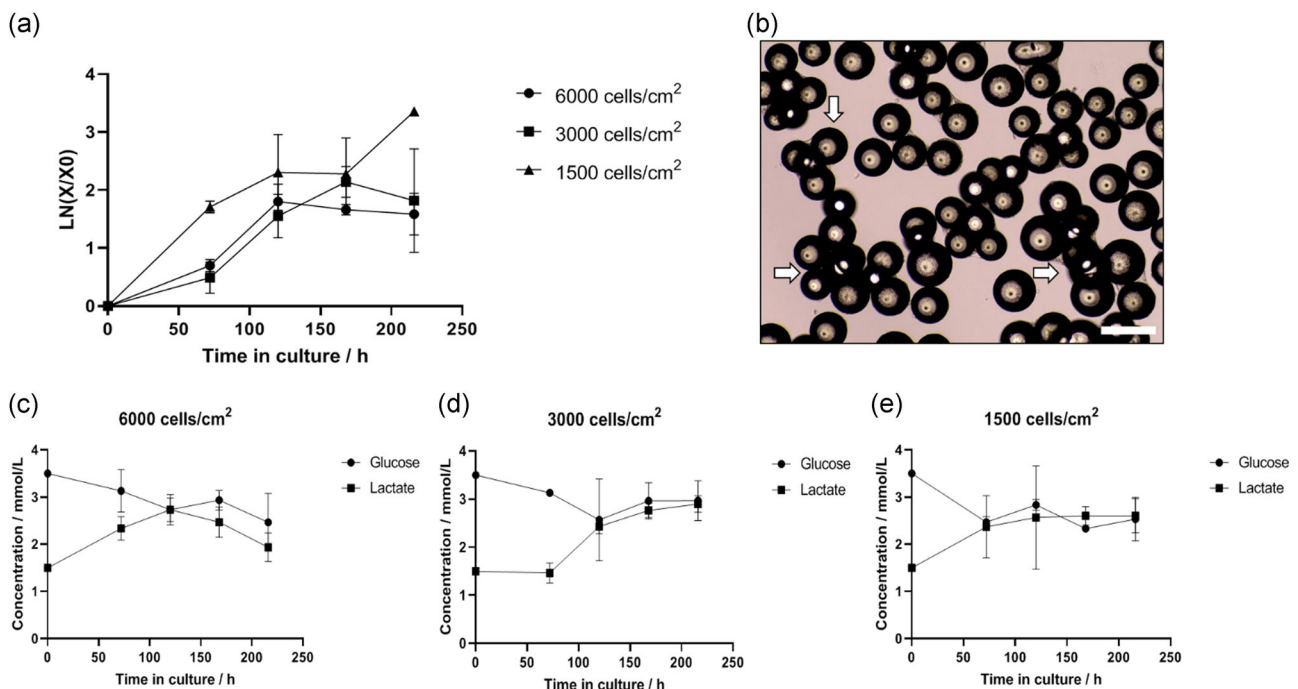 (a)
4
3
2
1
0
LN(X/X0)
0 50 100 150 200 250
Time in culture / h
6000 cells/cm²
3000 cells/cm²
1500 cells/cm²
(b)
(c)
6000 cells/cm²
4
3
2
1
0
Concentration / mmol/L
0 50 100 150 200 250
Time in culture / h
Glucose
Lactate
(d)
3000 cells/cm²
4
3
2
1
0
Concentration / mmol/L
0 50 100 150 200 250
Time in culture / h
Glucose
Lactate
(e)
1500 cells/cm²
4
3
2
1
0
Concentration / mmol/L
0 50 100 150 200 250
Time in culture / h
Glucose
Lactate